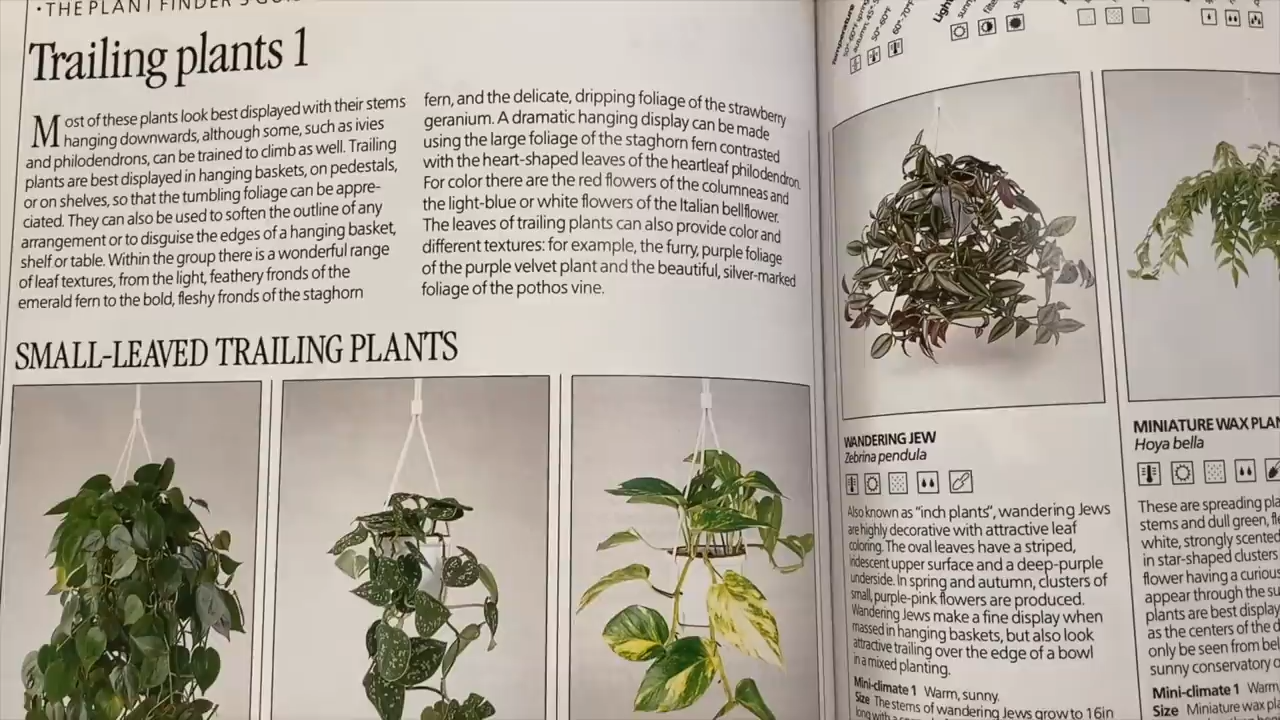 • THE PLANT FINDER'S
Trailing plants 1
Most of these plants look best displayed with their stems
hanging downwards, although some, such as ivies
and philodendrons, can be trained to climb as well. Trailing
plants are best displayed in hanging baskets, on pedestals,
or on shelves, so that the tumbling foliage can be appre-
ciated. They can also be used to soften the outline of any
arrangement or to disguise the edges of a hanging basket,
shelf or table. Within the group there is a wonderful range
of leaf textures, from the light, feathery fronds of the
emerald fern to the bold, fleshy fronds of the staghorn
fern, and the delicate, dripping foliage of the strawberry
geranium. A dramatic hanging display can be made
using the large foliage of the staghorn fern contrasted
with the heart-shaped leaves of the heartleaf philodendron.
For color there are the red flowers of the columneas and
the light-blue or white flowers of the Italian bellflower.
The leaves of trailing plants can also provide color and
different textures: for example, the furry, purple foliage
of the purple velvet plant and the beautiful, silver-marked
foliage of the pothos vine.
SMALL-LEAVED TRAILING PLANTS
Temperature
50°-60°F
60°-70°F
Light
sunny
WANDERING JEW
Zebrina pendula
Also known as "inch plants", wandering Jews
are highly decorative with attractive leaf
coloring. The oval leaves have a striped,
iridescent upper surface and a deep-purple
underside. In spring and autumn, clusters of
small, purple-pink flowers are produced.
Wandering Jews make a fine display when
massed in hanging baskets, but also look
attractive trailing over the edge of a bowl
in a mixed planting.
Mini-climate 1 Warm, sunny.
Size The stems of wandering Jews grow to 16in
long with a
MINIATURE WAX PLAN
Hoya bella
These are spreading pla
stems and dull green, fl
white, strongly scented
in star-shaped clusters
flower having a curious
appear through the su
plants are best display
as the centers of the d
only be seen from bel
sunny conservatory o
Mini-climate 1 Warm
Size Miniature wax pl